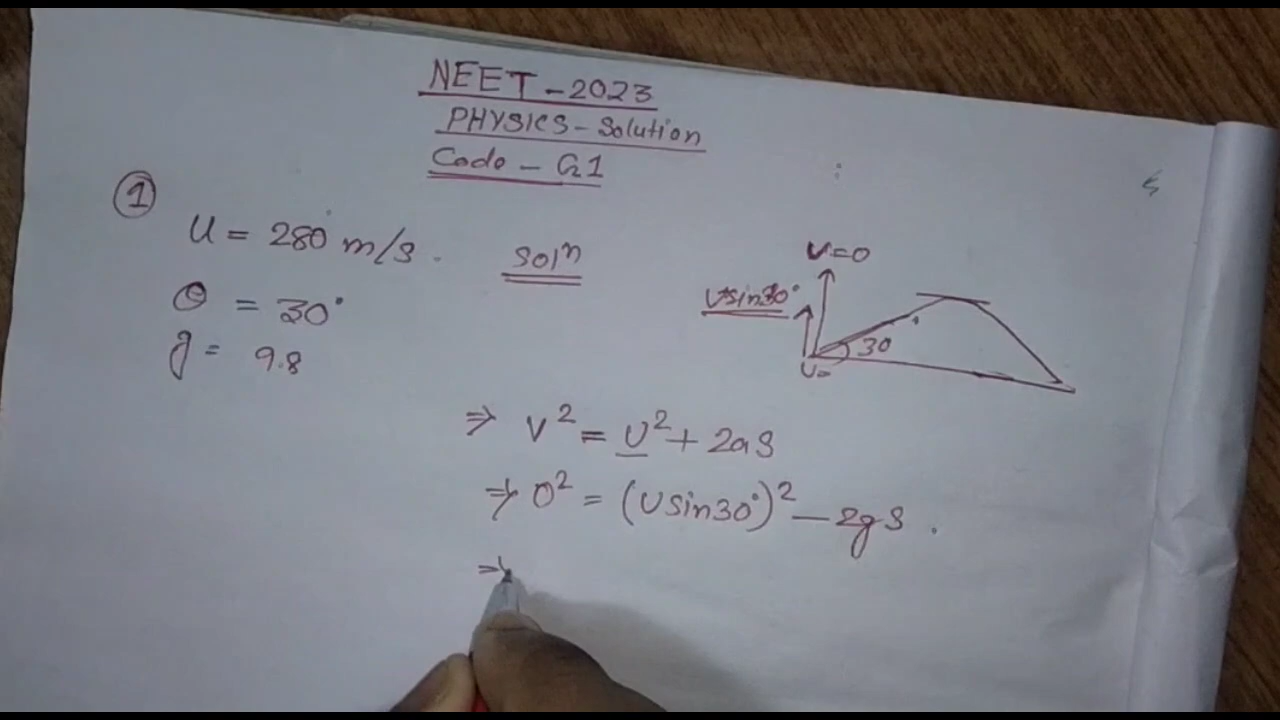 NEET - 2023
PHYSICS - Solution
Code - G1
①
U = 280 m/s.
Solⁿ
θ = 30°
g = 9.8
V=0
Usin30°
30
U=
⇒ V² = U² + 2aS
⇒ 0² = (Usin30°)² - 2gS.
⇒